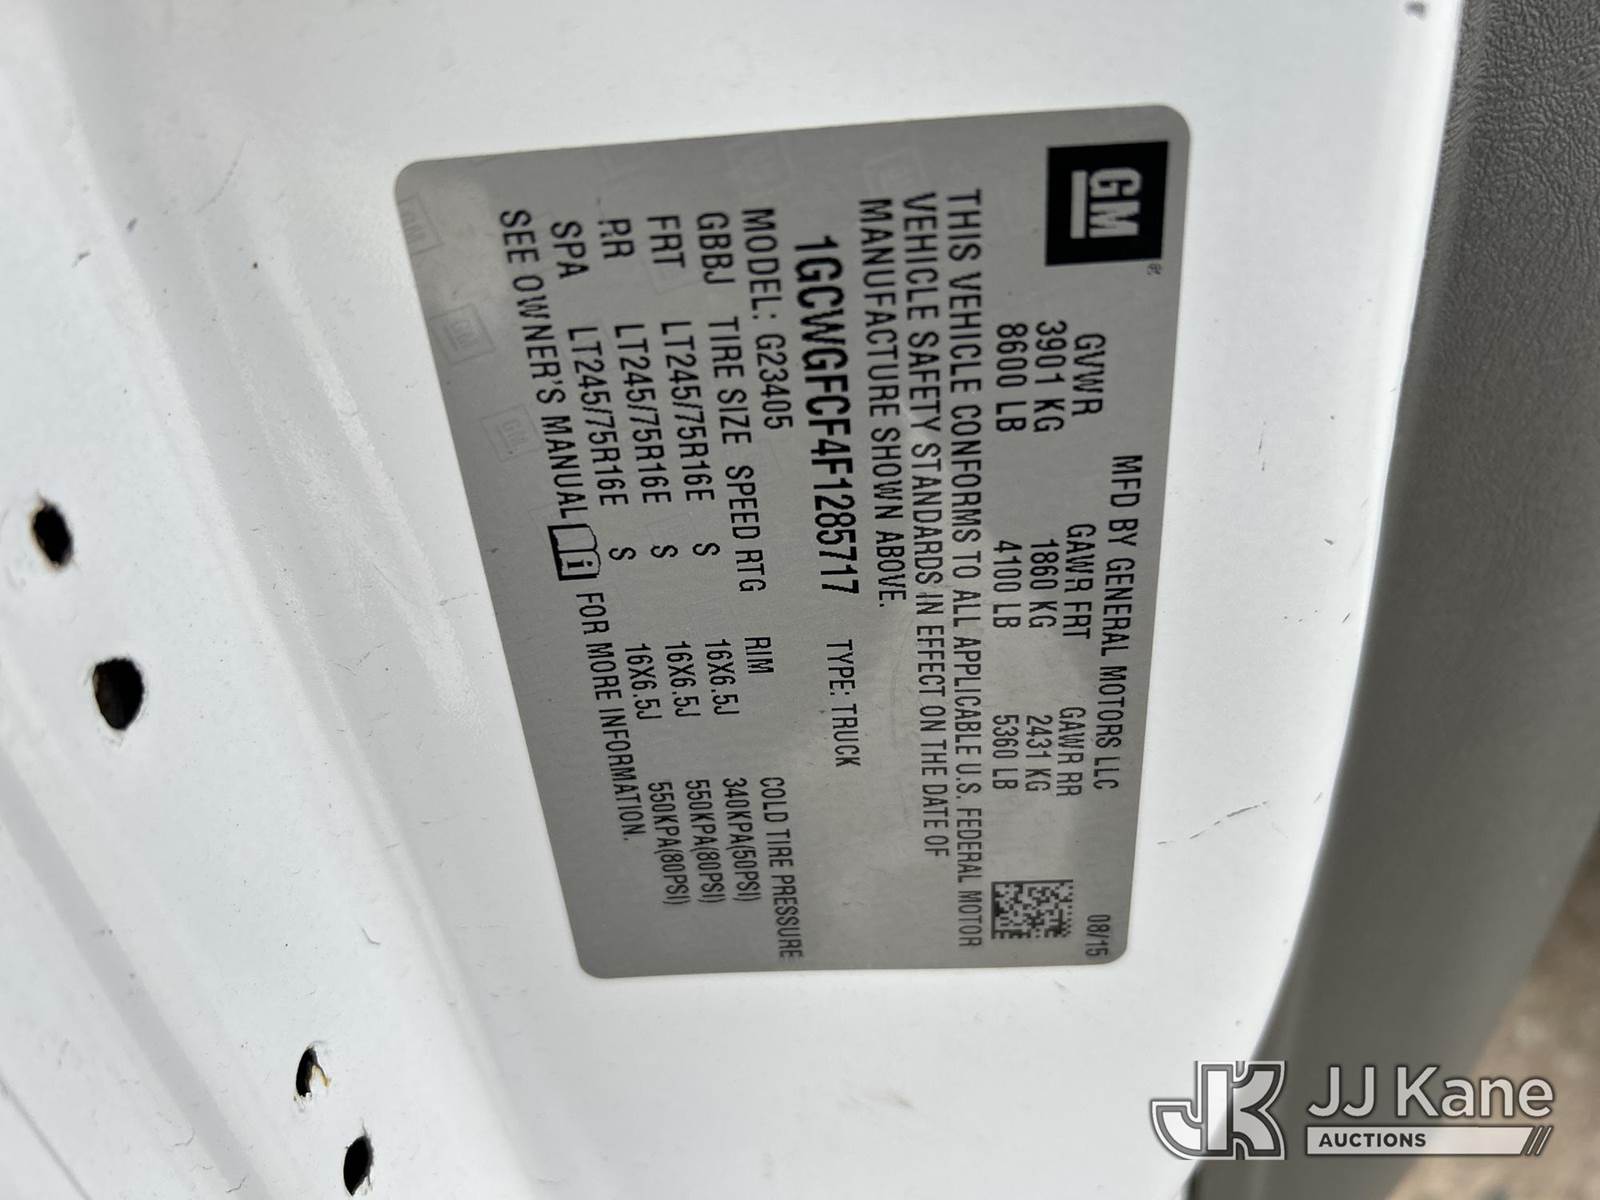 GM ®
MFD BY GENERAL MOTORS LLC 08/15
GVWR GAWR FRT GAWR RR
3901 KG 1860 KG 2431 KG
8600 LB 4100 LB 5360 LB
THIS VEHICLE CONFORMS TO ALL APPLICABLE U.S. FEDERAL MOTOR
VEHICLE SAFETY STANDARDS IN EFFECT ON THE DATE OF
MANUFACTURE SHOWN ABOVE.
1GCWGFCF4F1285717 TYPE: TRUCK
MODEL: G23405
GBBJ TIRE SIZE SPEED RTG RIM COLD TIRE PRESSURE
FRT LT245/75R16E S 16X6.5J 340KPA(50PSI)
RR LT245/75R16E S 16X6.5J 550KPA(80PSI)
SPA LT245/75R16E S 16X6.5J 550KPA(80PSI)
SEE OWNER'S MANUAL i FOR MORE INFORMATION.
JK JJ Kane
AUCTIONS